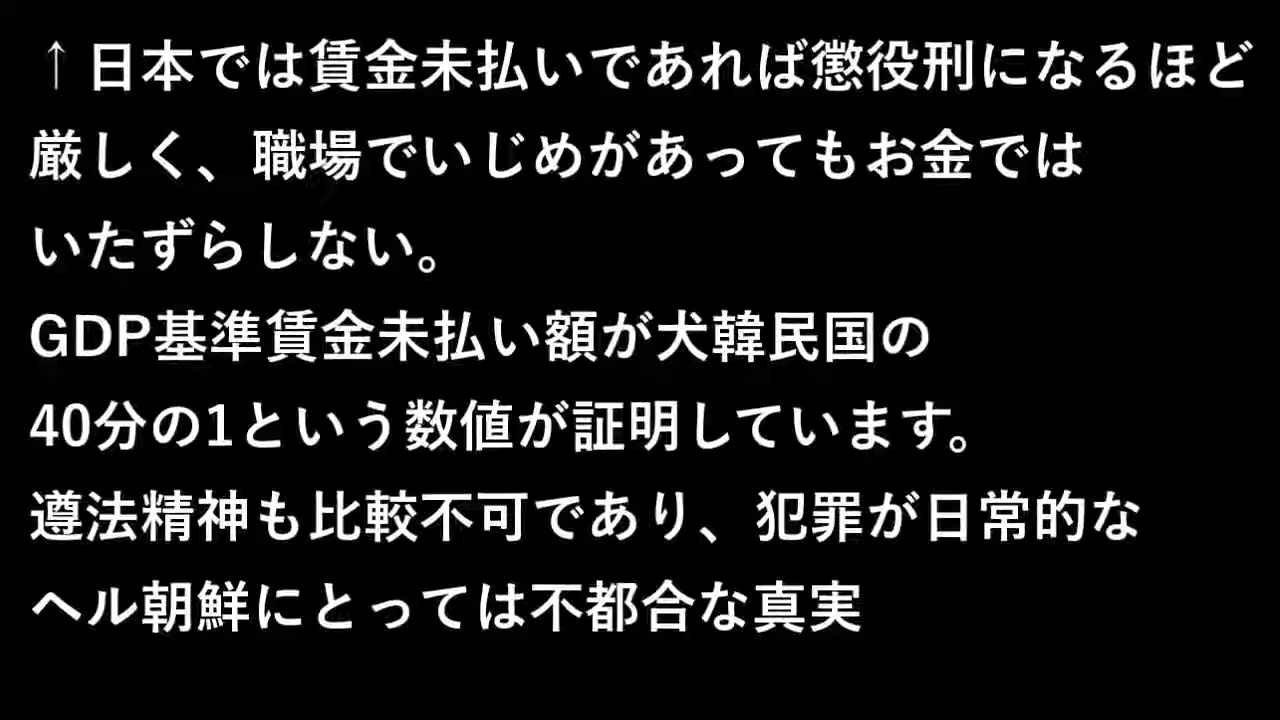 ↑日本では賃金未払いであれば懲役刑になるほど
厳しく、職場でいじめがあってもお金では
いたずらしない。
GDP基準賃金未払い額が犬韓民国の
40分の1という数値が証明しています。
遵法精神も比較不可であり、犯罪が日常的な
ヘル朝鮮にとっては不都合な真実